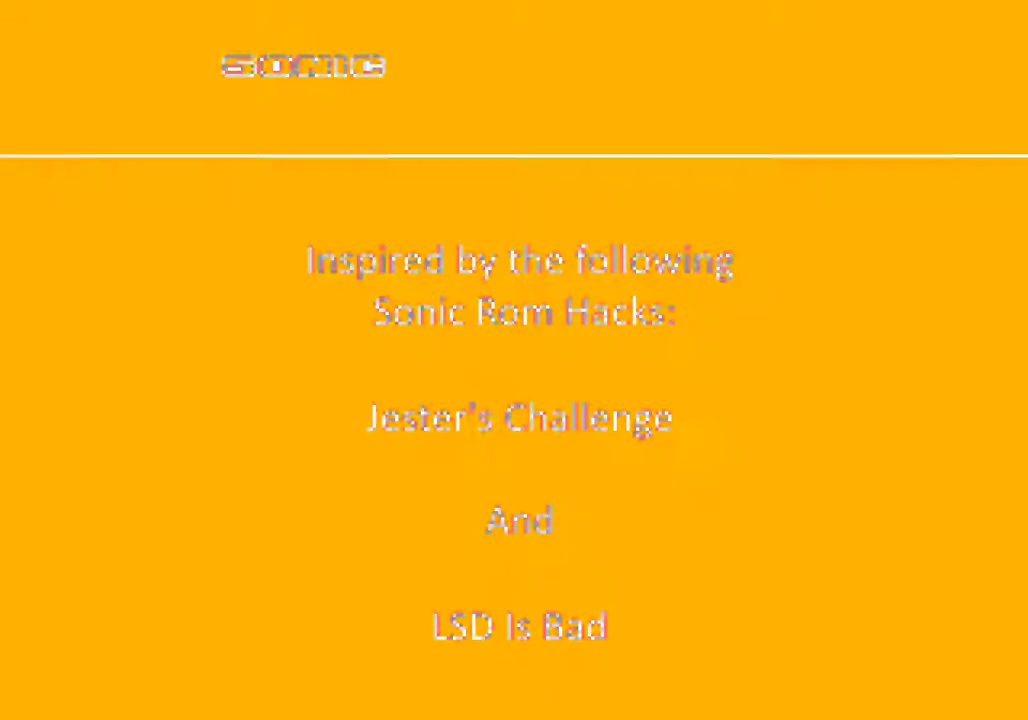 SONIC
Inspired by the following
Sonic Rom Hacks:
Jester's Challenge
And
LSD Is Bad